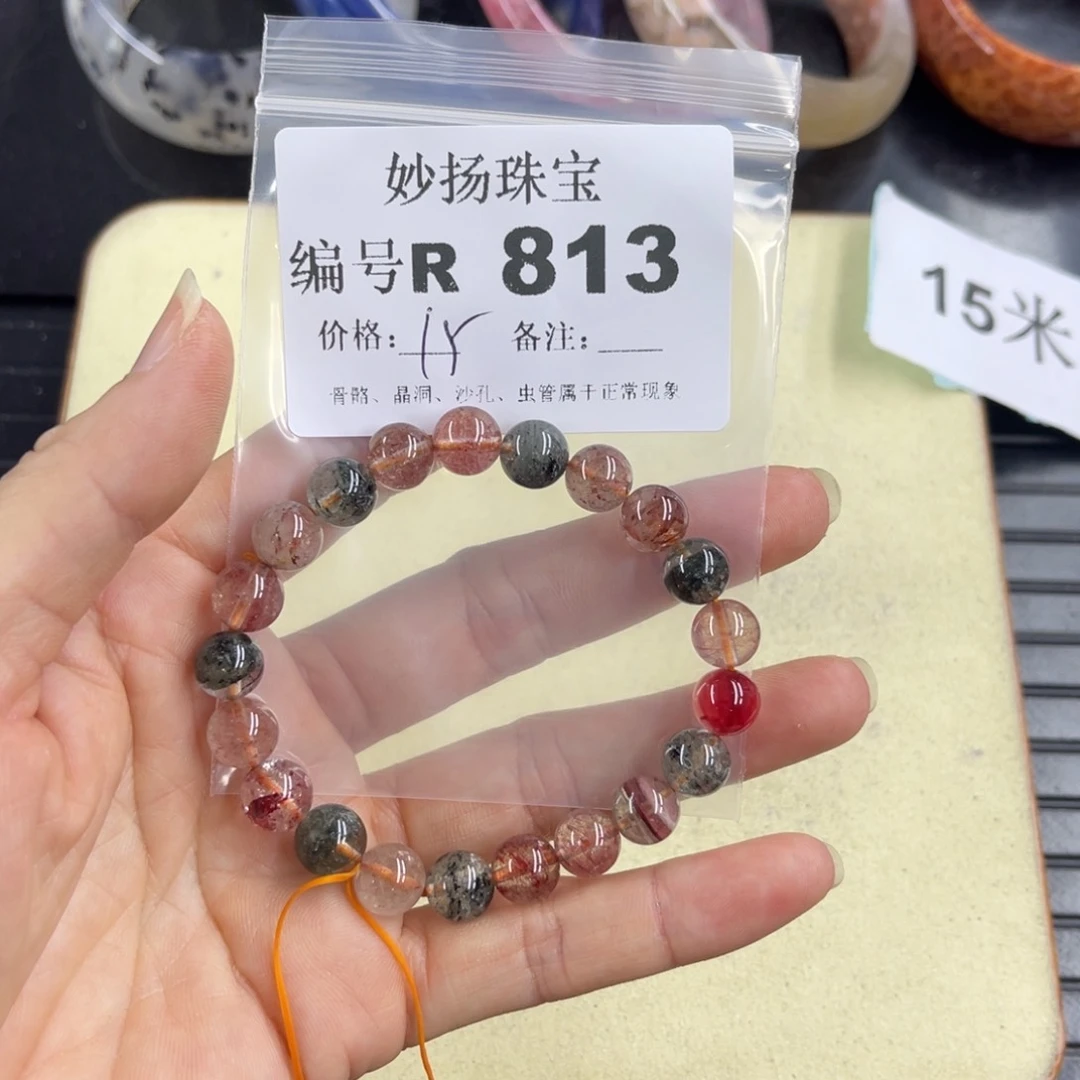 妙扬珠宝
编号R 813
价格: 备注:
骨骼、晶洞、沙孔、虫管属于正常现象
15米